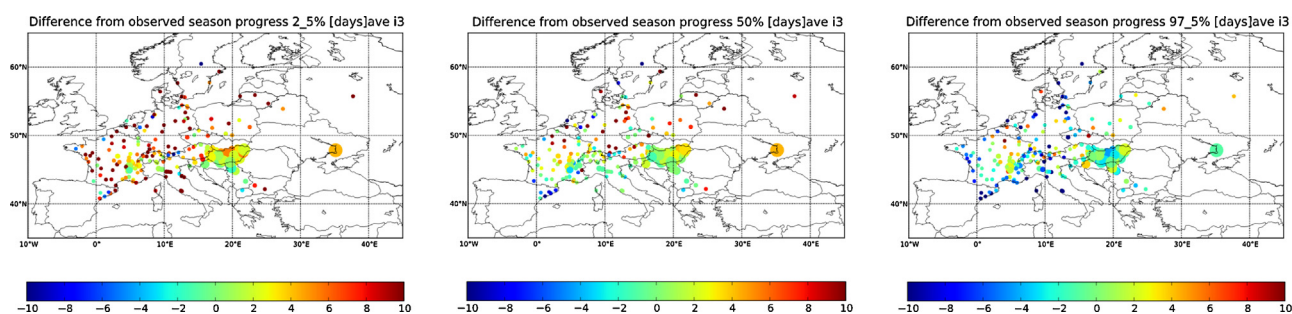 Difference from observed season progress 2_5% [days]ave i3
60°N
50°N
40°N
10°W 0° 10°E 20°E 30°E 40°E
−10 −8 −6 −4 −2 0 2 4 6 8 10
Difference from observed season progress 50% [days]ave i3
60°N
50°N
40°N
10°W 0° 10°E 20°E 30°E 40°E
−10 −8 −6 −4 −2 0 2 4 6 8 10
Difference from observed season progress 97_5% [days]ave i3
60°N
50°N
40°N
10°W 0° 10°E 20°E 30°E 40°E
−10 −8 −6 −4 −2 0 2 4 6 8 10